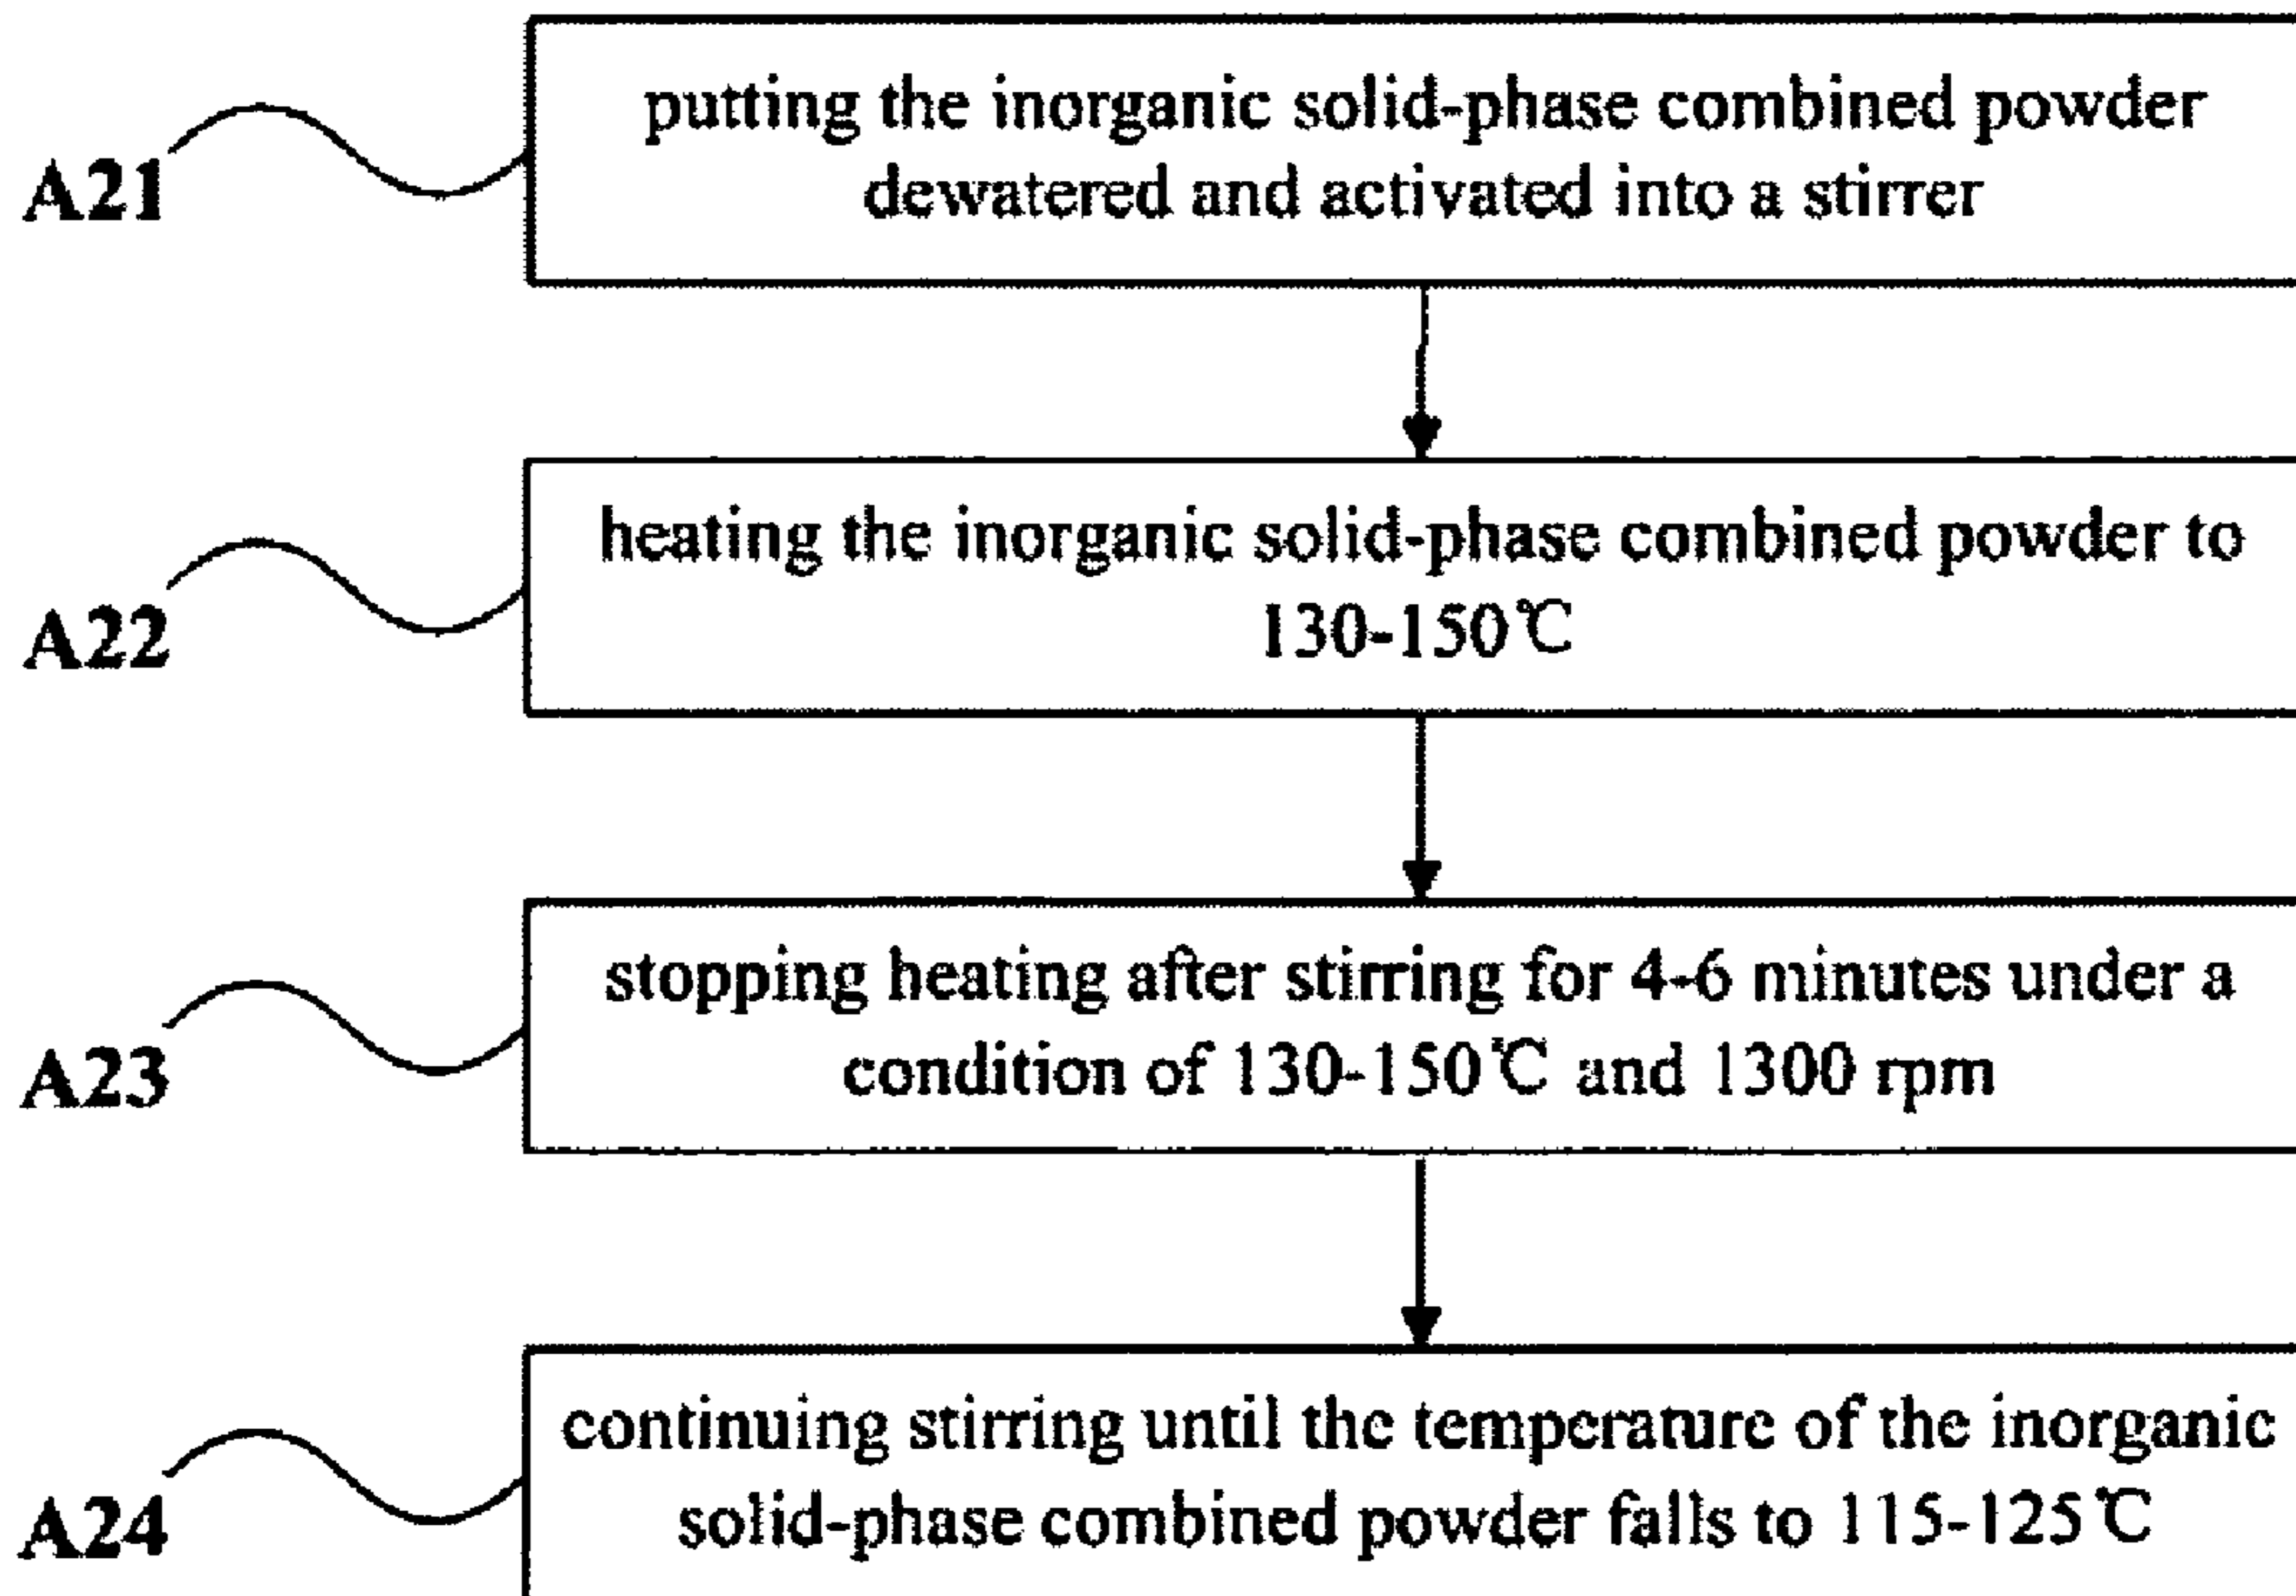 putting the inorganic solid-phase combined powder
dewatered and activated into a stirrer
A21
heating the inorganic solid-phase combined powder to
130-150℃
A22
stopping heating after stirring for 4-6 minutes under a
condition of 130-150℃ and 1300 rpm
A23
continuing stirring until the temperature of the inorganic
solid-phase combined powder falls to 115-125℃
A24